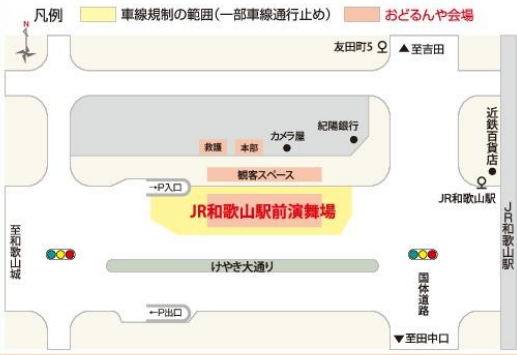 凡例
車線規制の範囲(一部車線通行止め)
おどるんや会場
N
友田町5
▲至吉田
近鉄百貨店
紀陽銀行
カメラ屋
救護
本部
観客スペース
→P入口
JR和歌山駅
JR和歌山駅前演舞場
至和歌山城
JR和歌山駅
けやき大通り
国体道路
←P出口
▼至田中口